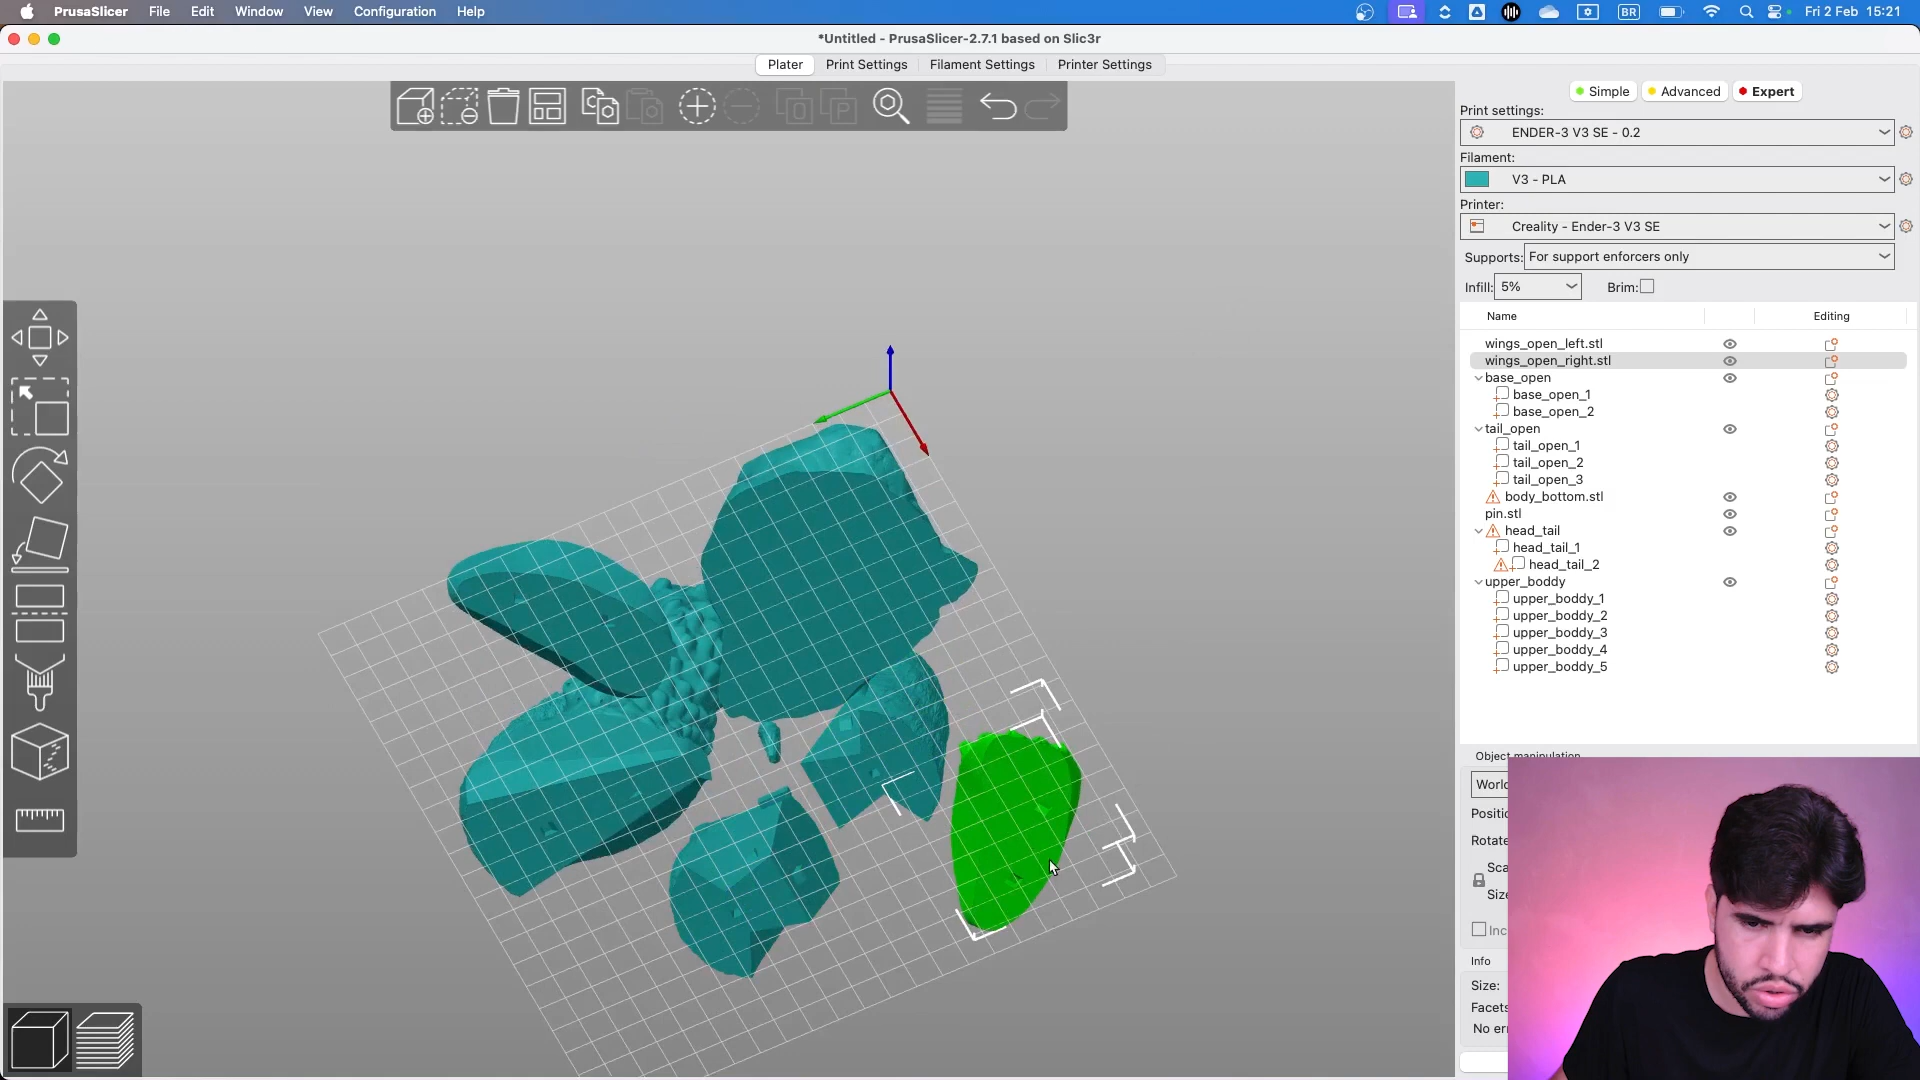 PrusaSlicer File Edit Window View Configuration Help BR Fri 2 Feb 15:21
*Untitled - PrusaSlicer-2.7.1 based on Slic3r
Plater Print Settings Filament Settings Printer Settings
Simple Advanced Expert
Print settings:
ENDER-3 V3 SE - 0.2
Filament:
V3 - PLA
Printer:
Creality - Ender-3 V3 SE
Supports: For support enforcers only
Infill: 5% Brim:
Name Editing
wings_open_left.stl
wings_open_right.stl
base_open
base_open_1
base_open_2
tail_open
tail_open_1
tail_open_2
tail_open_3
body_bottom.stl
pin.stl
head_tail
head_tail_1
head_tail_2
upper_boddy
upper_boddy_1
upper_boddy_2
upper_boddy_3
upper_boddy_4
upper_boddy_5
Object manipulation
World
Positio
Rotate
Sca
Size
Inc
Info
Size:
Facets
No err